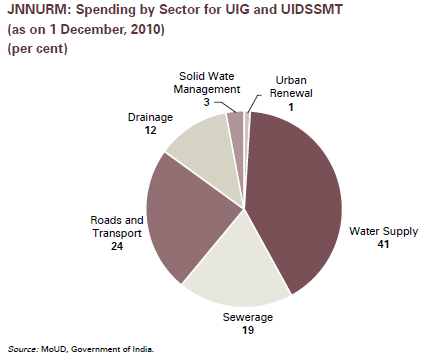 JNNURM: Spending by Sector for UIG and UIDSSMT
(as on 1 December, 2010)
(per cent)
Solid Wate
Management
3
Urban
Renewal
1
Drainage
12
Roads and
Transport
24
Water Supply
41
Sewerage
19
Source: MoUD, Government of India.